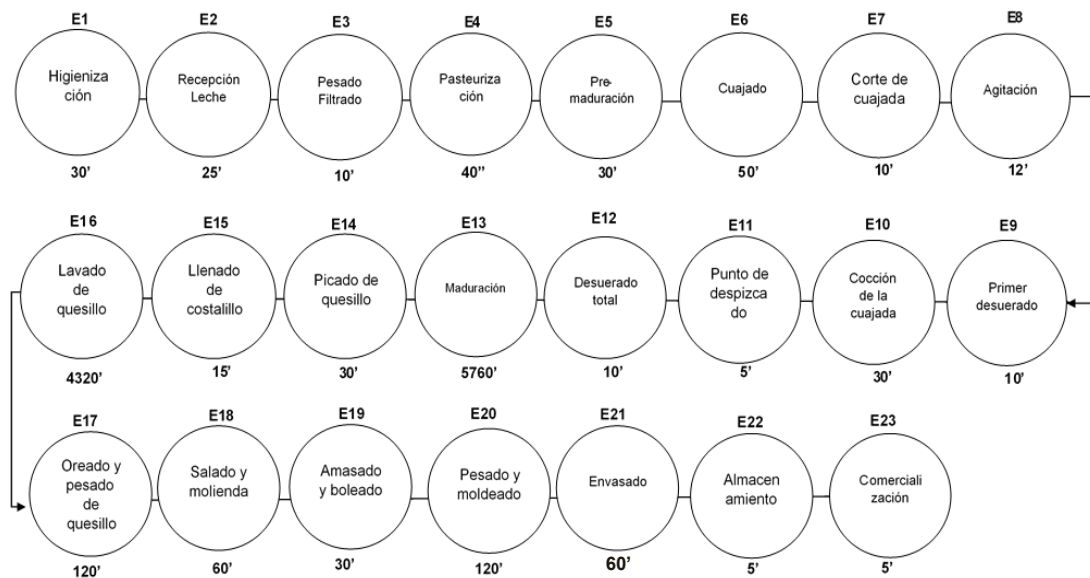 E1 E2 E3 E4 E5 E6 E7 E8
Higieniza
ción
Recepción
Leche
Pesado
Filtrado
Pasteuriza
ción
Pre-
maduración
Cuajado
Corte de
cuajada
Agitación
30’ 25’ 10’ 40’’ 30’ 50’ 10’ 12’
E16 E15 E14 E13 E12 E11 E10 E9
Lavado
de
quesillo
Llenado
de
costalillo
Picado de
quesillo
Maduración
Desuerado
total
Punto de
despizca
do
Cocción
de la
cuajada
Primer
desuerado
4320’ 15’ 30’ 5760’ 10’ 5’ 30’ 10’
E17 E18 E19 E20 E21 E22 E23
Oreado y
pesado
de
quesillo
Salado y
molienda
Amasado
y boleado
Pesado y
moldeado
Envasado
Almacen
amiento
Comerciali
zación
120’ 60’ 30’ 120’ 60’ 5’ 5’